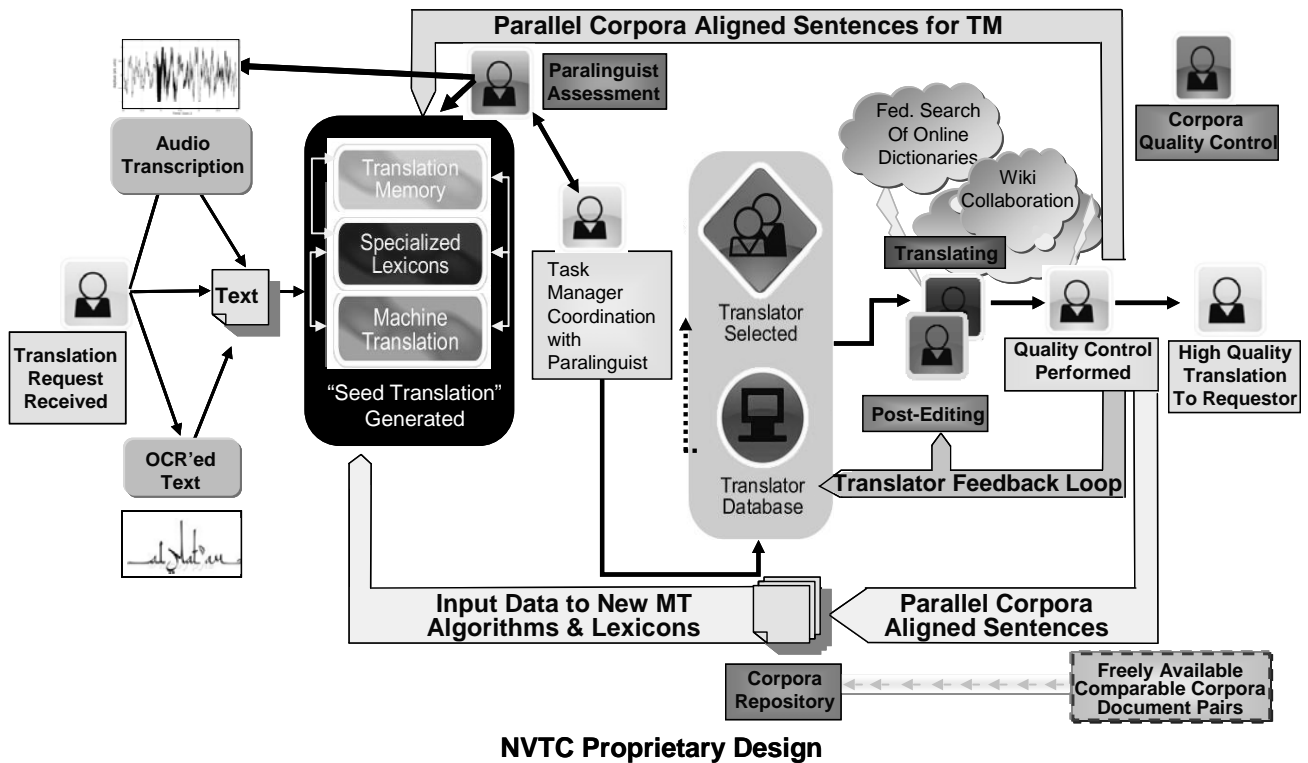 Parallel Corpora Aligned Sentences for TM
Paralinguist
Assessment
Audio
Transcription
Fed. Search
Of Online
Dictionaries
Wiki
Collaboration
Corpora
Quality Control
Translation
Memory
Specialized
Lexicons
Machine
Translation
"Seed Translation"
Generated
Text
Translation
Request
Received
OCR'ed
Text
Task
Manager
Coordination
with
Paralinguist
Translator
Selected
Translator
Database
Translating
Post-Editing
Quality Control
Performed
High Quality
Translation
To Requestor
Translator Feedback Loop
Input Data to New MT
Algorithms & Lexicons
Parallel Corpora
Aligned Sentences
Corpora
Repository
Freely Available
Comparable Corpora
Document Pairs
NVTC Proprietary Design